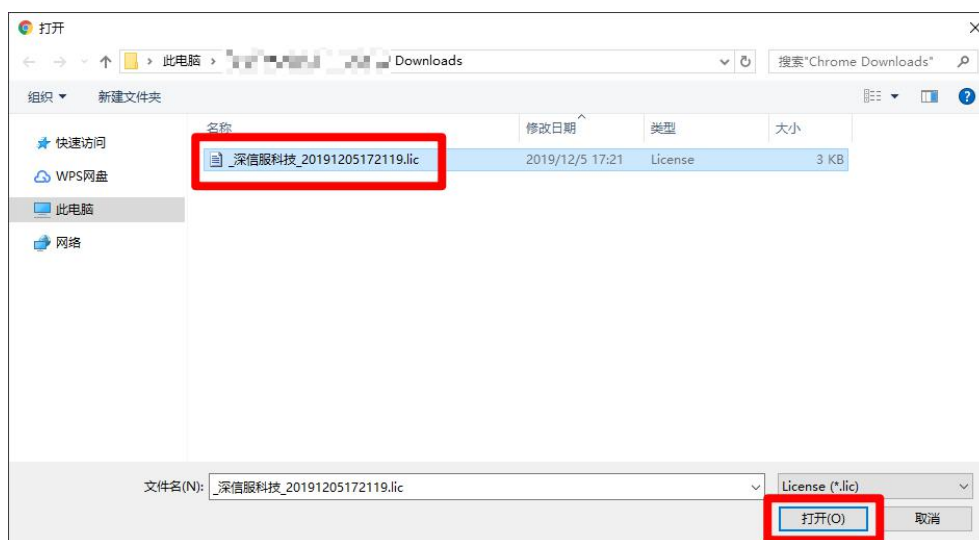 打开
此电脑 › Downloads 搜索"Chrome Downloads"
组织 新建文件夹
名称 修改日期 类型 大小
快速访问 _深信服科技_20191205172119.lic 2019/12/5 17:21 License 3 KB
WPS网盘
此电脑
网络
文件名(N): _深信服科技_20191205172119.lic License (*.lic)
打开(O) 取消